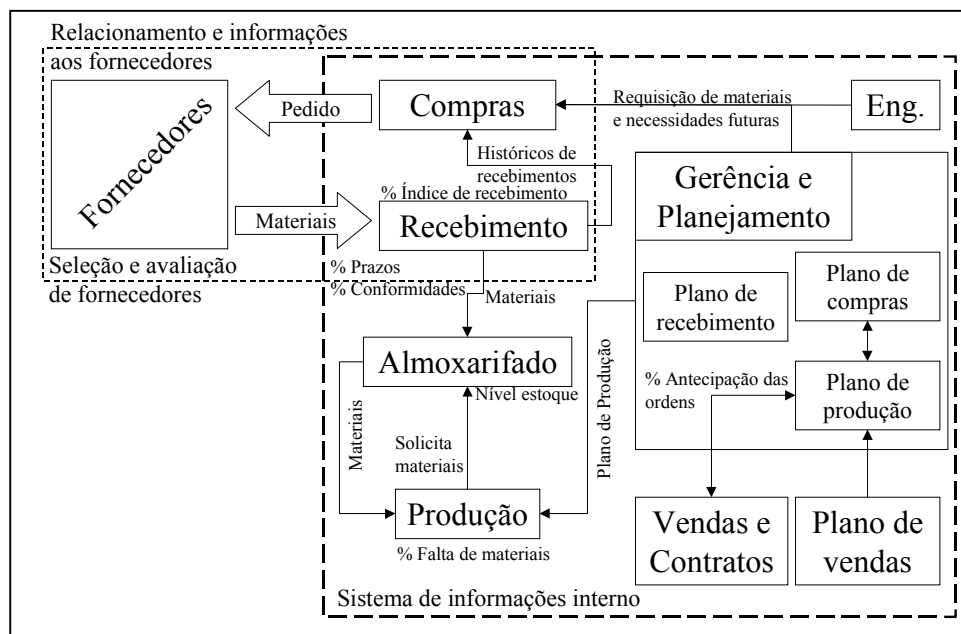 Relacionamento e informações
aos fornecedores
Fornecedores
Pedido
Compras
Requisição de materiais
e necessidades futuras
Eng.
Históricos de
recebimentos
% Índice de recebimento
Materiais
Recebimento
Gerência e
Planejamento
Seleção e avaliação
de fornecedores
% Prazos
% Conformidades
Materiais
Plano de
recebimento
Plano de
compras
Almoxarifado
Nível estoque
Materiais
Solicita
materiais
Plano de Produção
% Antecipação das
ordens
Plano de
produção
Produção
% Falta de materiais
Vendas e
Contratos
Plano de
vendas
Sistema de informações interno